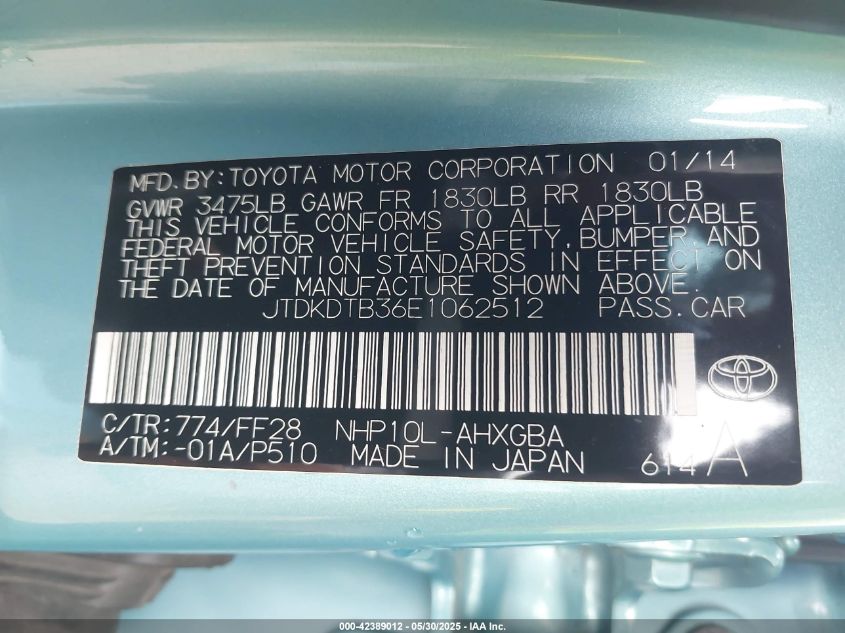 MFD. BY: TOYOTA MOTOR CORPORATION 01/14
GVWR 3475LB GAWR FR 1830LB RR 1830LB
THIS VEHICLE CONFORMS TO ALL APPLICABLE
FEDERAL MOTOR VEHICLE SAFETY, BUMPER, AND
THEFT PREVENTION STANDARDS IN EFFECT ON
THE DATE OF MANUFACTURE SHOWN ABOVE.
JTDKDTB36E1062512 PASS. CAR
C/TR: 774/FF28 NHP10L-AHXGBA
A/TM: -01A/P510 MADE IN JAPAN 614 A
000-42389012 - 05/30/2025 - IAA Inc.